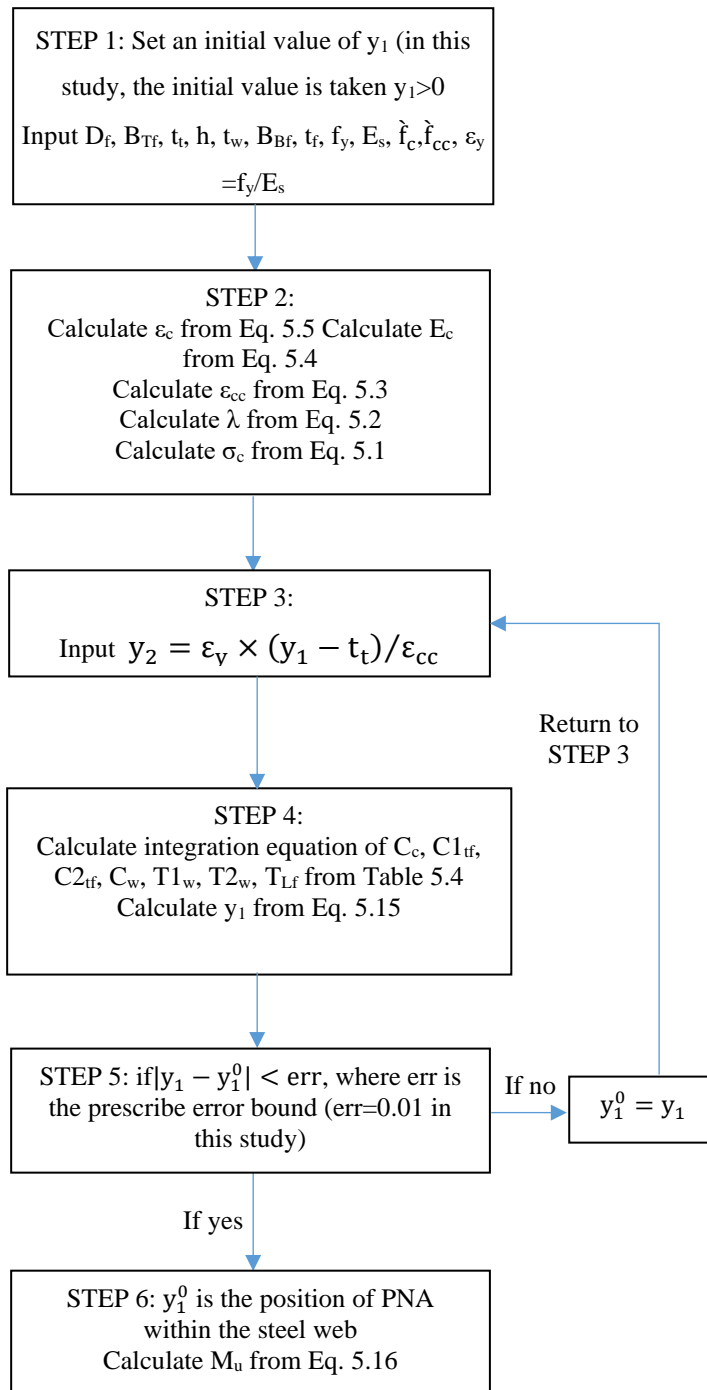 STEP 1: Set an initial value of y₁ (in this
study, the initial value is taken y₁>0
Input D_f, B_Tf, t_t, h, t_w, B_Bf, t_f, f_y, E_s, f̀_c,f̀_cc, ε_y
=f_y/E_s
STEP 2:
Calculate ε_c from Eq. 5.5 Calculate E_c
from Eq. 5.4
Calculate ε_cc from Eq. 5.3
Calculate λ from Eq. 5.2
Calculate σ_c from Eq. 5.1
STEP 3:
Input y₂ = ε_y × (y₁ − t_t)/ε_cc
Return to
STEP 3
STEP 4:
Calculate integration equation of C_c, C1_tf,
C2_tf, C_w, T1_w, T2_w, T_Lf from Table 5.4
Calculate y₁ from Eq. 5.15
STEP 5: if|y₁ − y₁⁰| < err, where err is
the prescribe error bound (err=0.01 in
this study)
If no
y₁⁰ = y₁
If yes
STEP 6: y₁⁰ is the position of PNA
within the steel web
Calculate M_u from Eq. 5.16